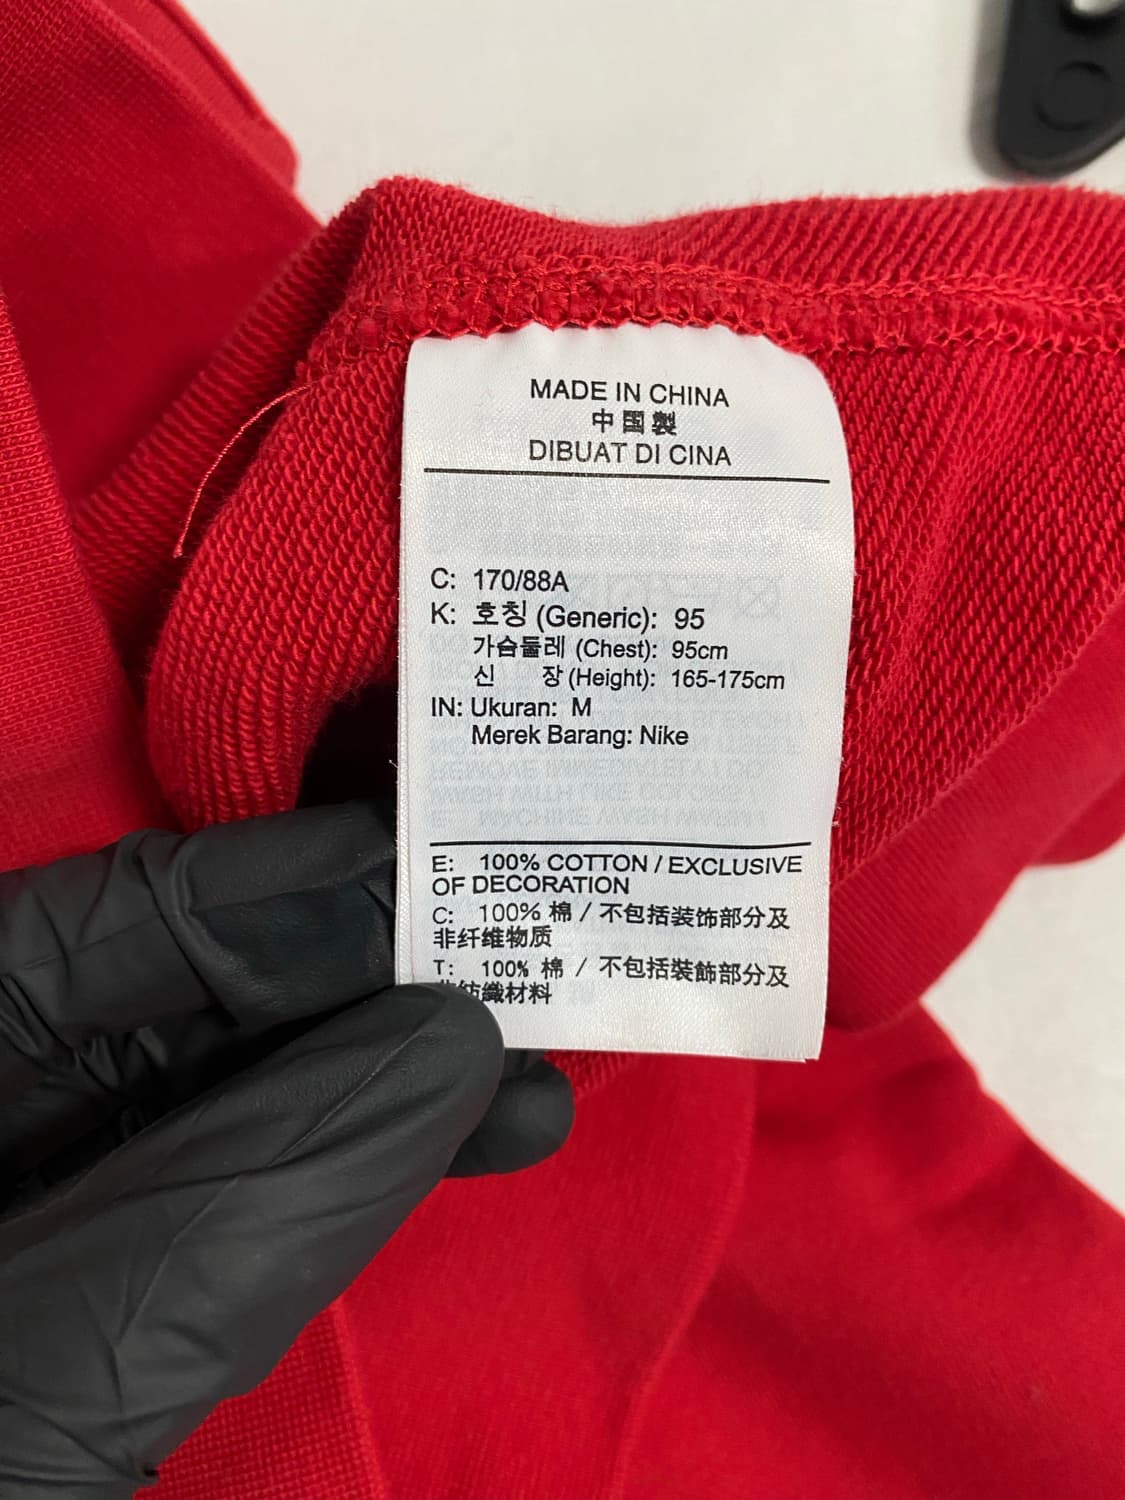 MADE IN CHINA
中国製
DIBUAT DI CINA
C: 170/88A
K: 호칭 (Generic): 95
가슴둘레 (Chest): 95cm
신 장 (Height): 165-175cm
IN: Ukuran: M
Merek Barang: Nike
E: 100% COTTON / EXCLUSIVE
OF DECORATION
C: 100% 棉 / 不包括装饰部分及
非纤维物质
T: 100% 棉 / 不包括裝飾部分及
織材料